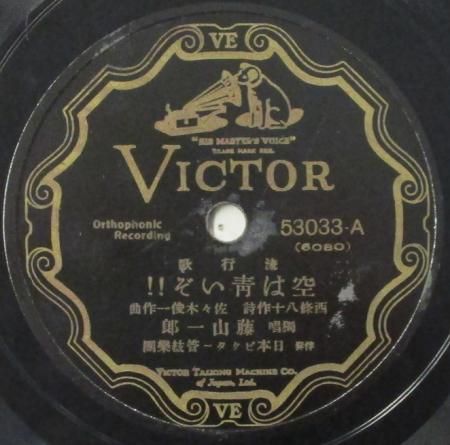 VE
"HIS MASTER'S VOICE"
TRADE MARK REG.
VICTOR
Orthophonic
Recording
53033-A
(6080)
流行歌
空は青いぞ!!
西條八十作詩 佐々木俊一作曲
獨唱 藤山一郎
伴奏 日本ビクター管絃樂團
VICTOR TALKING MACHINE CO.
of Japan, Ltd.
VE